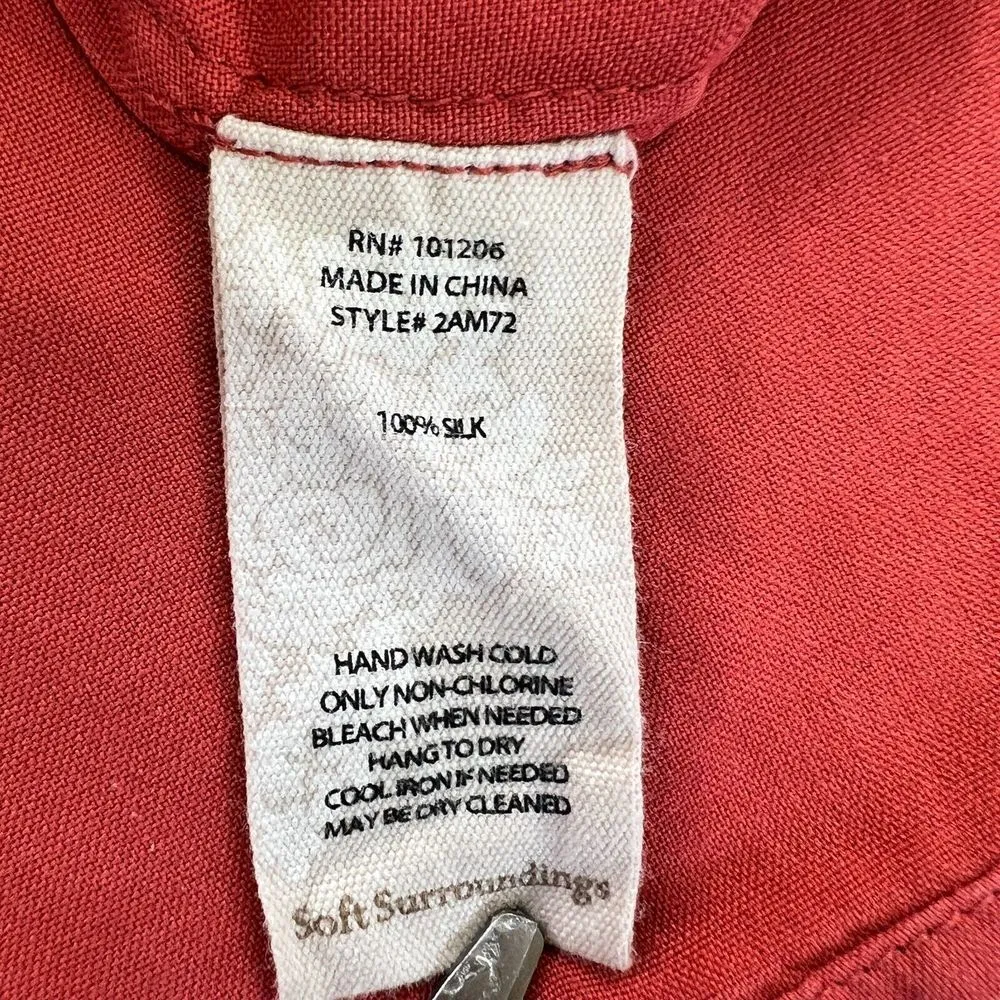 RN# 101206
MADE IN CHINA
STYLE# 2AM72
100% SILK
HAND WASH COLD
ONLY NON-CHLORINE
BLEACH WHEN NEEDED
HANG TO DRY
COOL IRON IF NEEDED
MAY BE DRY CLEANED
Soft Surroundings